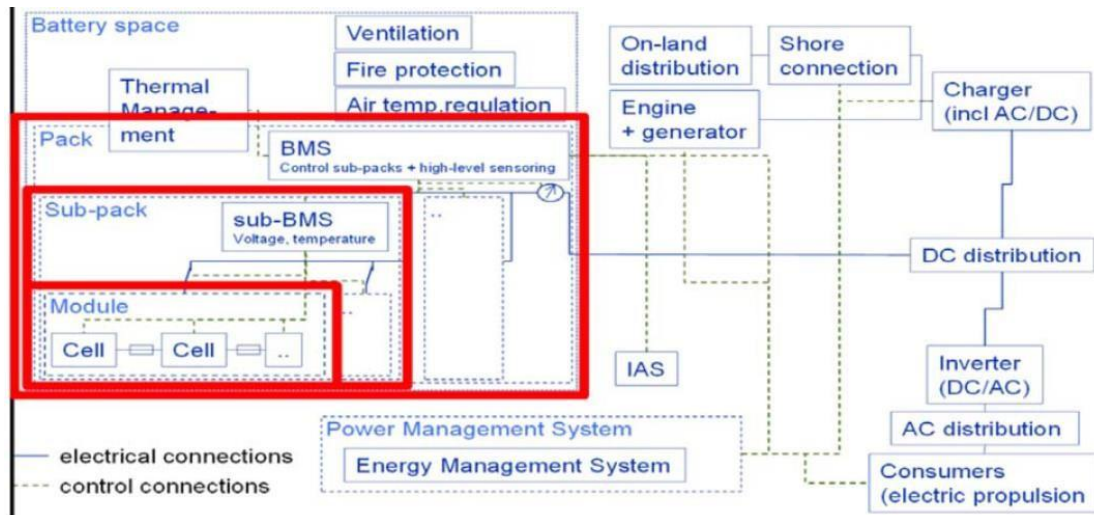 Battery space
Ventilation
Fire protection
Air temp.regulation
Thermal
Manage-
ment
Pack
BMS
Control sub-packs + high-level sensoring
Sub-pack
sub-BMS
Voltage, temperature
..
Module
Cell
Cell
..
..
On-land
distribution
Shore
connection
Engine
+ generator
Charger
(incl AC/DC)
DC distribution
IAS
Inverter
(DC/AC)
AC distribution
Consumers
(electric propulsion
Power Management System
Energy Management System
electrical connections
control connections